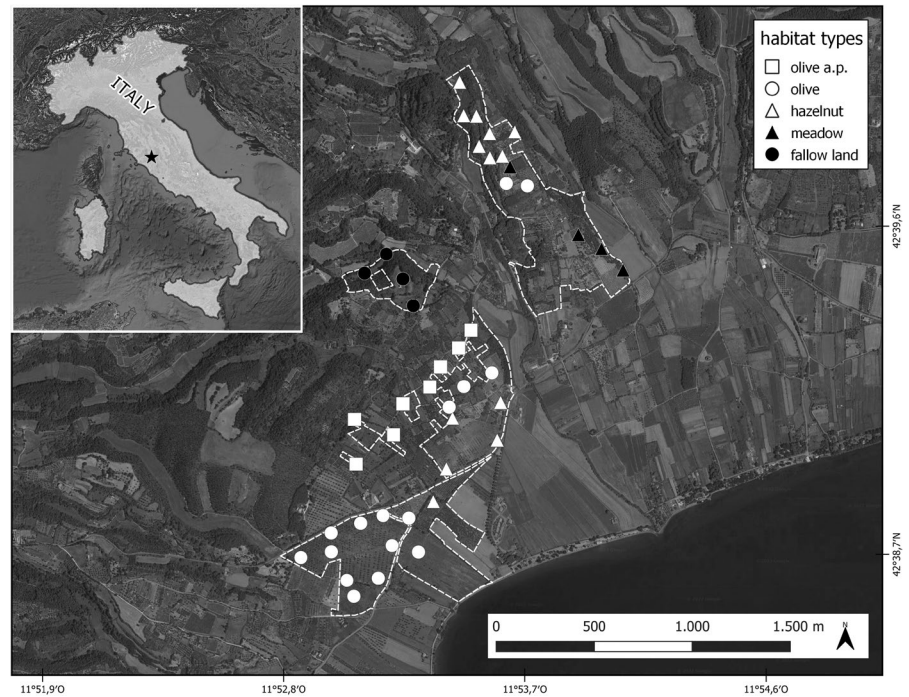 ITALY
habitat types
olive a.p.
olive
hazelnut
meadow
fallow land
42°39,6'N
42°38,7'N
0 500 1.000 1.500 m
N
11°51,9'O 11°52,8'O 11°53,7'O 11°54,6'O